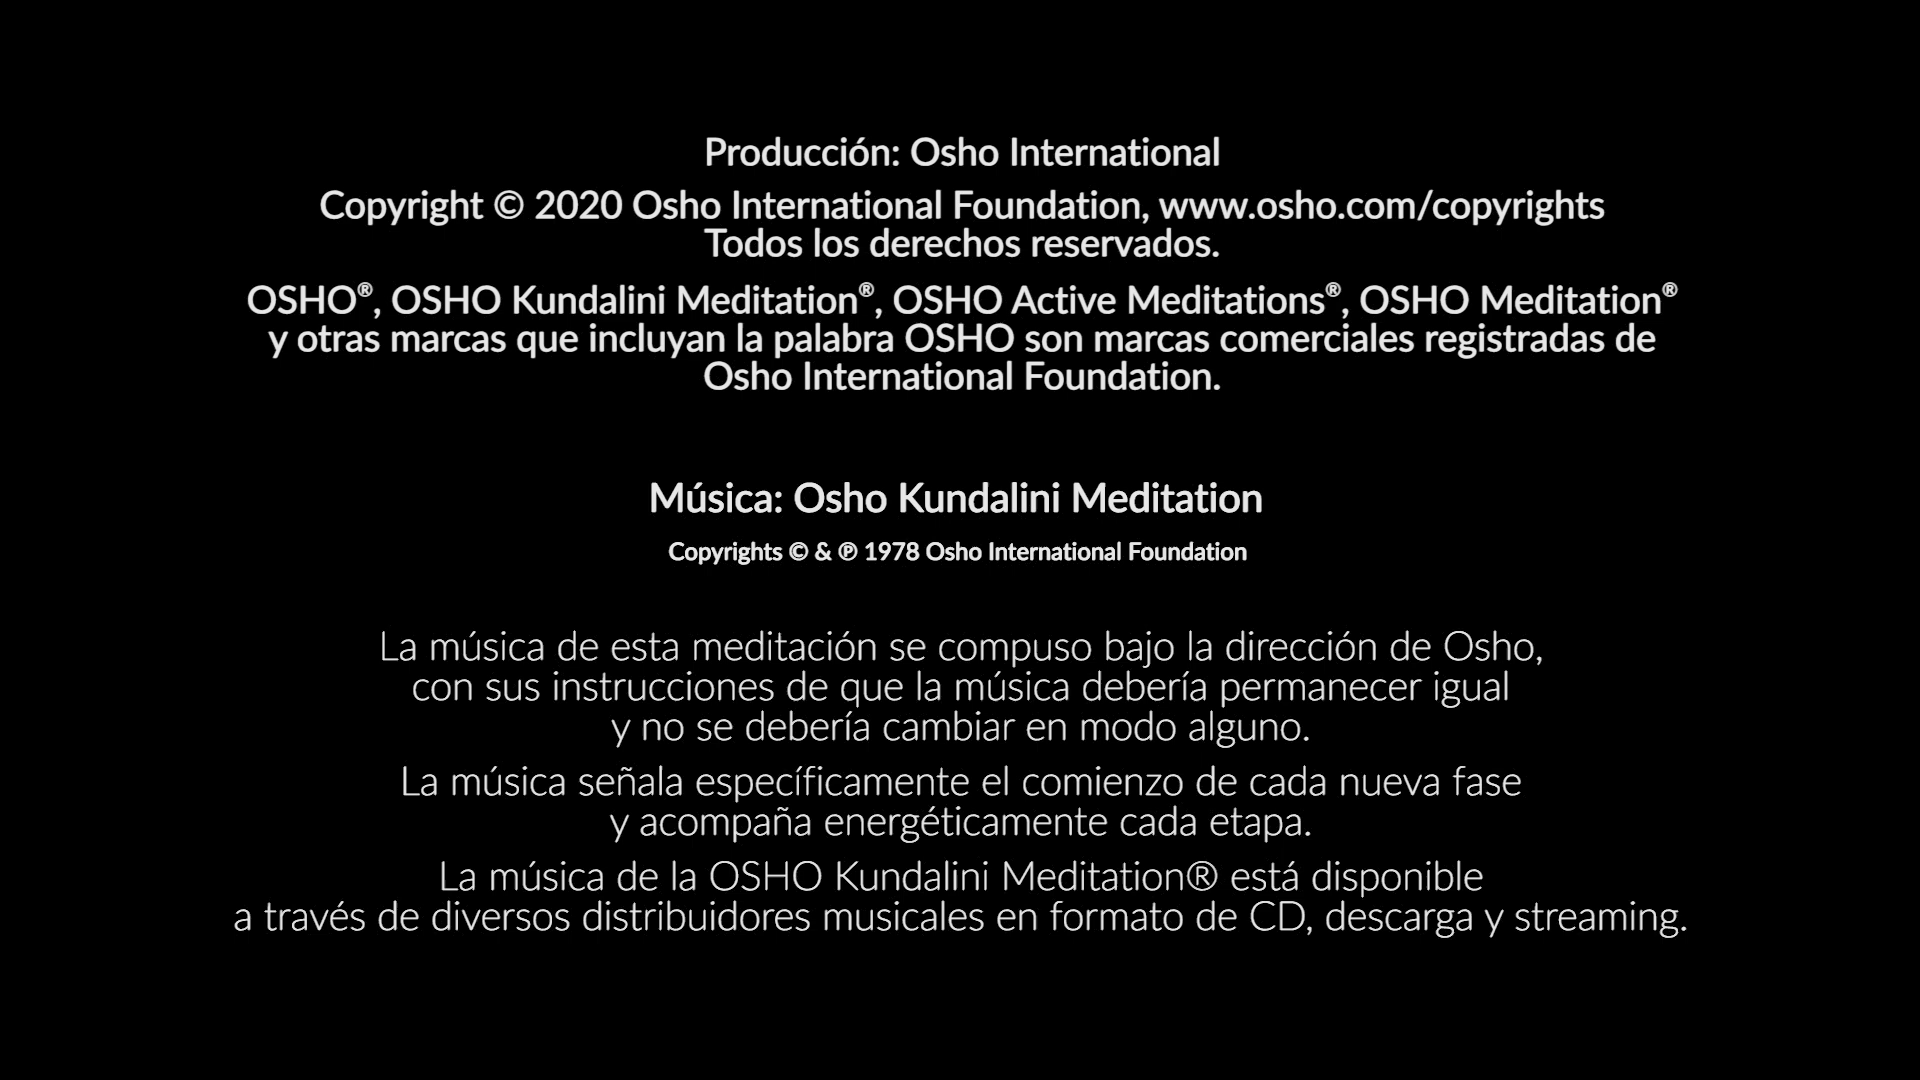 Producción: Osho International
Copyright © 2020 Osho International Foundation, www.osho.com/copyrights
Todos los derechos reservados.
OSHO®, OSHO Kundalini Meditation®, OSHO Active Meditations®, OSHO Meditation®
y otras marcas que incluyan la palabra OSHO son marcas comerciales registradas de
Osho International Foundation.
Música: Osho Kundalini Meditation
Copyrights © & ℗ 1978 Osho International Foundation
La música de esta meditación se compuso bajo la dirección de Osho,
con sus instrucciones de que la música debería permanecer igual
y no se debería cambiar en modo alguno.
La música señala específicamente el comienzo de cada nueva fase
y acompaña energéticamente cada etapa.
La música de la OSHO Kundalini Meditation® está disponible
a través de diversos distribuidores musicales en formato de CD, descarga y streaming.